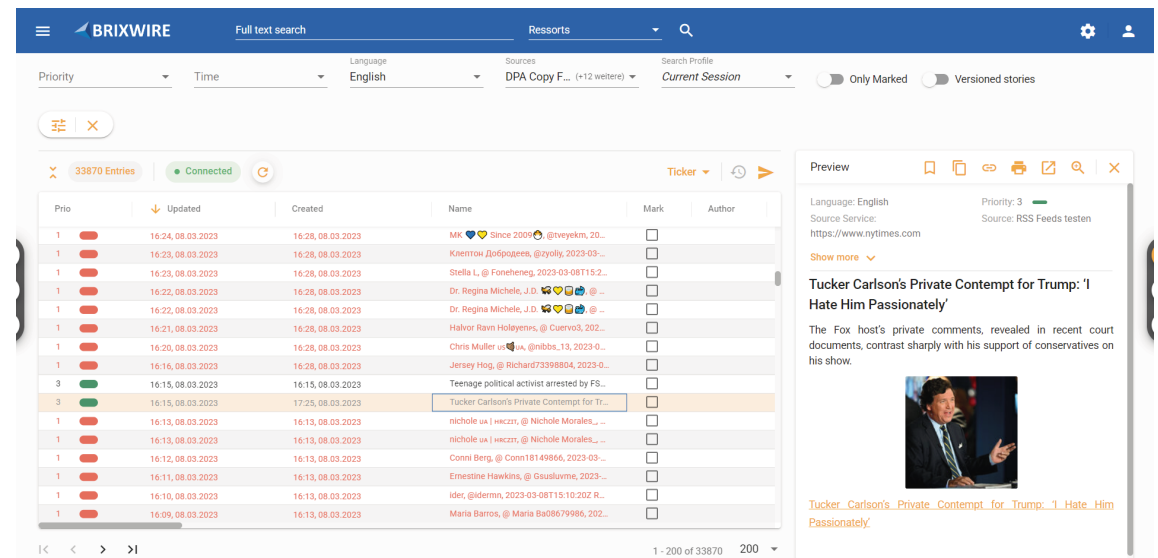 BRIXWIRE
Full text search
Ressorts
Priority
Time
Language
English
Sources
DPA Copy F... (+12 weitere)
Search Profile
Current Session
Only Marked
Versioned stories
33870 Entries
Connected
Ticker
Prio Updated Created Name Mark Author
1 16:24, 08.03.2023 16:28, 08.03.2023 MK 💙💛 Since 2009, @tveyekm, 20...
1 16:23, 08.03.2023 16:28, 08.03.2023 Клептон Добродеев, @zyoliy, 2023-03-...
1 16:23, 08.03.2023 16:28, 08.03.2023 Stella L, @ Foneheneg, 2023-03-08T15:2...
1 16:22, 08.03.2023 16:28, 08.03.2023 Dr. Regina Michele, J.D. @ ...
1 16:22, 08.03.2023 16:28, 08.03.2023 Dr. Regina Michele, J.D. @ ...
1 16:21, 08.03.2023 16:28, 08.03.2023 Halvor Ravn Holøyen, @ Cuervo3, 202...
1 16:20, 08.03.2023 16:28, 08.03.2023 Chris Muller us UA, @nibbs_13, 2023-0...
1 16:16, 08.03.2023 16:28, 08.03.2023 Jersey Hog, @ Richard73398804, 2023-0...
3 16:15, 08.03.2023 16:15, 08.03.2023 Teenage political activist arrested by FS...
3 16:15, 08.03.2023 17:25, 08.03.2023 Tucker Carlson's Private Contempt for Tr...
1 16:13, 08.03.2023 16:13, 08.03.2023 nichole UA | HRCZIT, @ Nichole Morales_, ...
1 16:13, 08.03.2023 16:13, 08.03.2023 nichole UA | HRCZIT, @ Nichole Morales_, ...
1 16:12, 08.03.2023 16:13, 08.03.2023 Conni Berg, @ Conn18149866, 2023-03-...
1 16:11, 08.03.2023 16:13, 08.03.2023 Ernestine Hawkins, @ Gsusluvme, 2023-...
1 16:10, 08.03.2023 16:13, 08.03.2023 ider, @idermn, 2023-03-08T15:10:20Z R...
1 16:09, 08.03.2023 16:13, 08.03.2023 Maria Barros, @ Maria Ba08679986, 202...
1 - 200 of 33870 200
Preview
Language: English Priority: 3
Source Service: Source: RSS Feeds testen
https://www.nytimes.com
Show more
Tucker Carlson's Private Contempt for Trump: 'I
Hate Him Passionately'
The Fox host's private comments, revealed in recent court
documents, contrast sharply with his support of conservatives on
his show.
Tucker Carlson's Private Contempt for Trump: 'I Hate Him
Passionately'